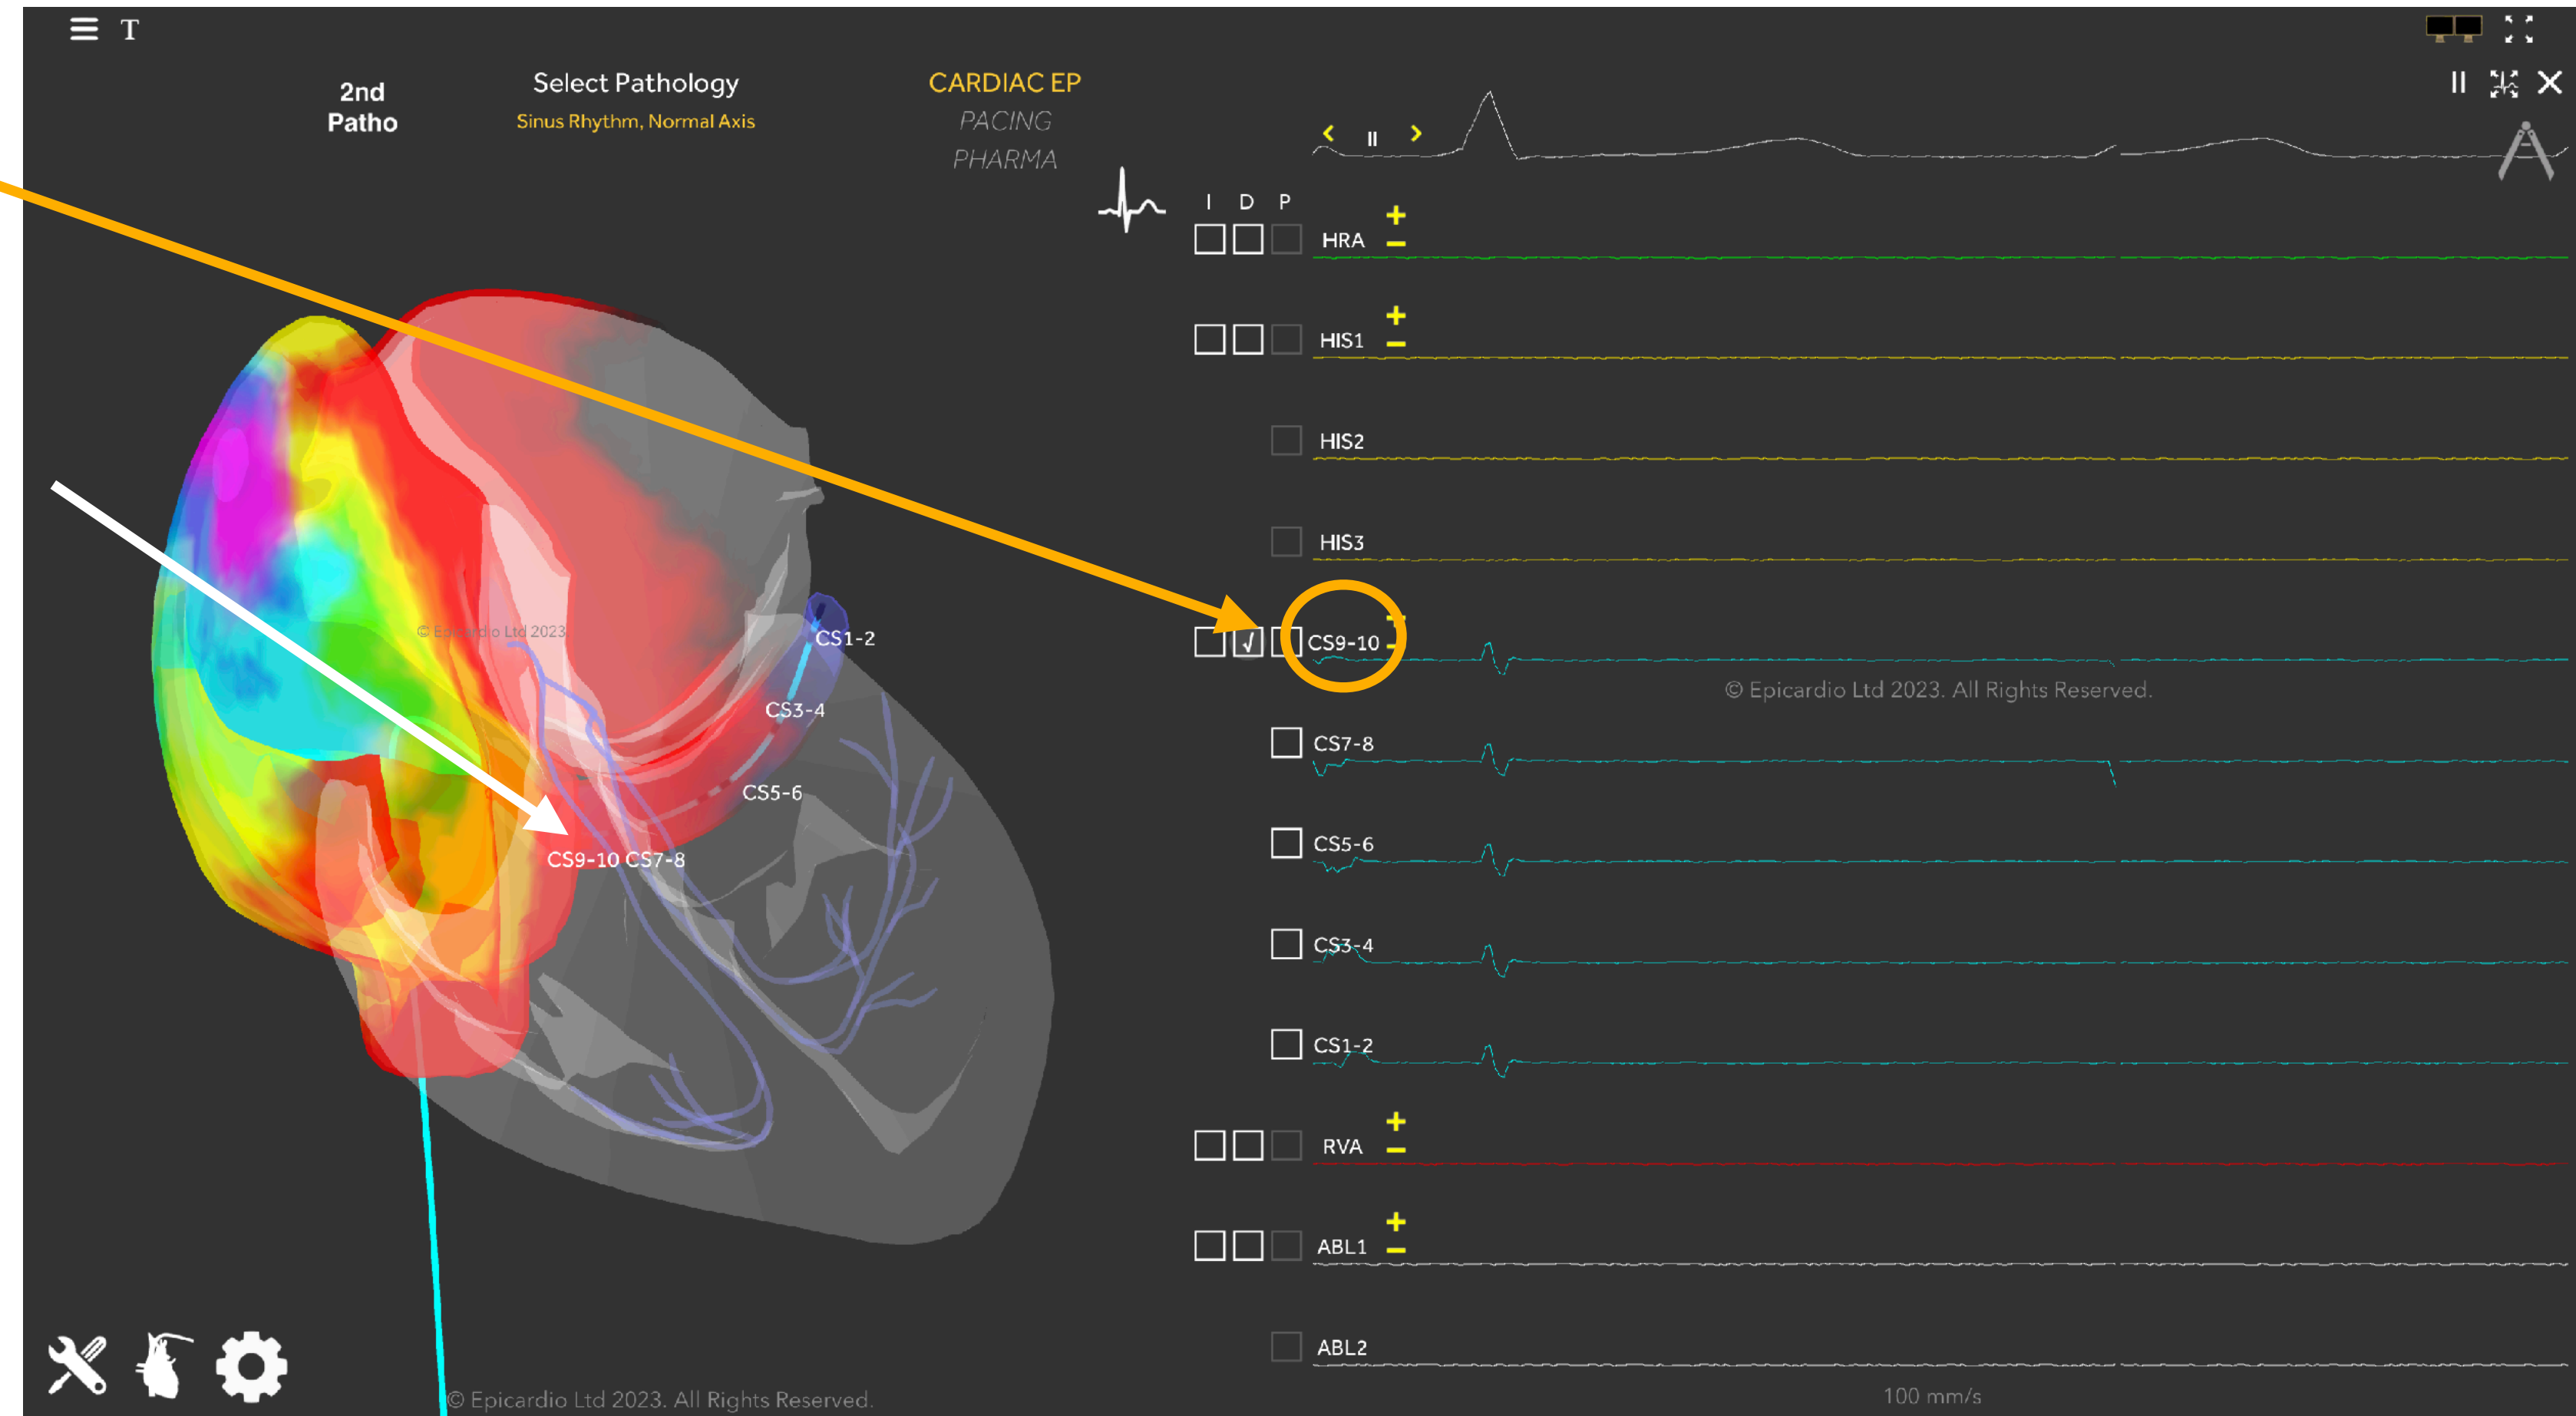 T
2nd
Patho
Select Pathology
Sinus Rhythm, Normal Axis
CARDIAC EP
PACING
PHARMA
II
I D P
HRA
HIS1
HIS2
HIS3
CS9-10
© Epicardio Ltd 2023. All Rights Reserved.
CS7-8
CS5-6
CS3-4
CS1-2
RVA
ABL1
ABL2
100 mm/s
© Epicardio Ltd 2023.
CS1-2
CS3-4
CS5-6
CS9-10 CS7-8
© Epicardio Ltd 2023. All Rights Reserved.